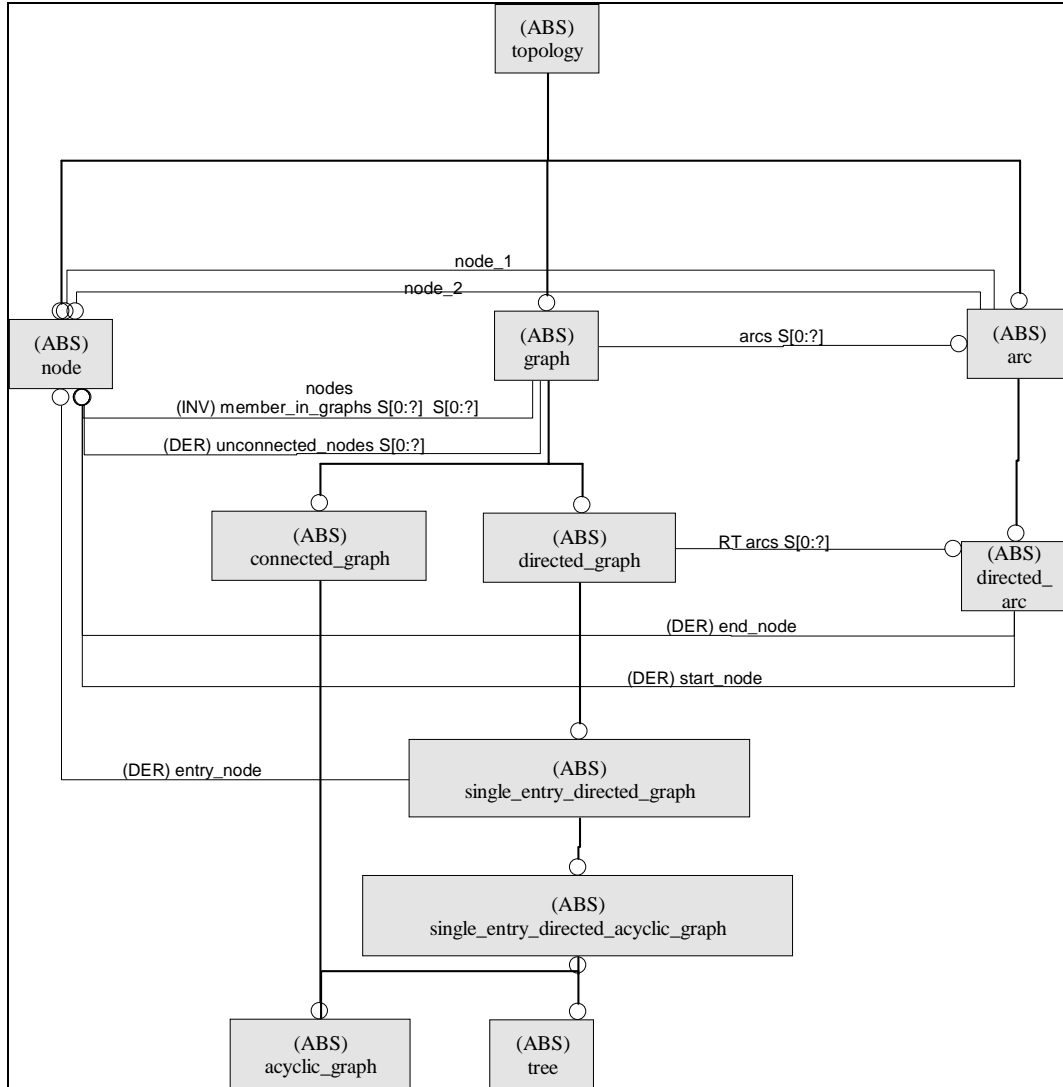 (ABS)
topology
node_1
node_2
(ABS)
node
(ABS)
graph
arcs S[0:?]
(ABS)
arc
nodes
(INV) member_in_graphs S[0:?] S[0:?]
(DER) unconnected_nodes S[0:?]
(ABS)
connected_graph
(ABS)
directed_graph
RT arcs S[0:?]
(ABS)
directed_
arc
(DER) end_node
(DER) start_node
(DER) entry_node
(ABS)
single_entry_directed_graph
(ABS)
single_entry_directed_acyclic_graph
(ABS)
acyclic_graph
(ABS)
tree